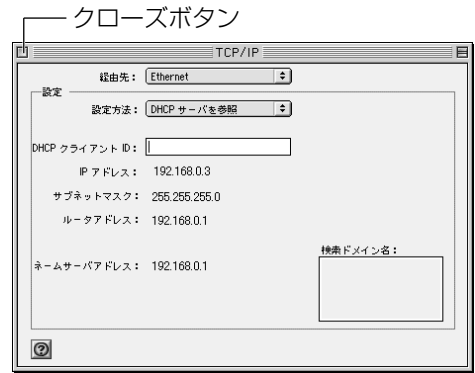 クローズボタン
TCP/IP
経由先： Ethernet
設定
設定方法： DHCP サーバを参照
DHCP クライアント ID：
IP アドレス： 192.168.0.3
サブネットマスク： 255.255.255.0
ルータアドレス： 192.168.0.1
検索ドメイン名：
ネームサーバアドレス： 192.168.0.1
?